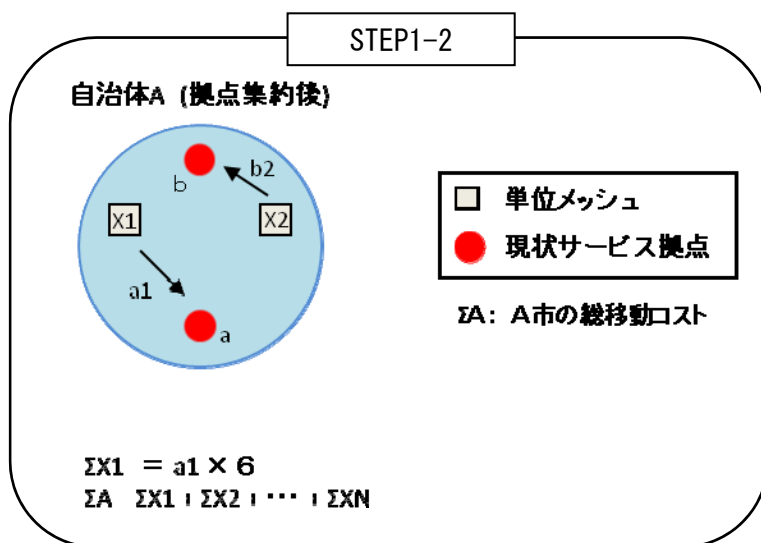 STEP1-2
自治体A (拠点集約後)
b
b2
X1
X2
a1
a
単位メッシュ
現状サービス拠点
ΣA: A市の総移動コスト
ΣX1 = a1 × 6
ΣA ΣX1 ΣX2 ··· ΣXN